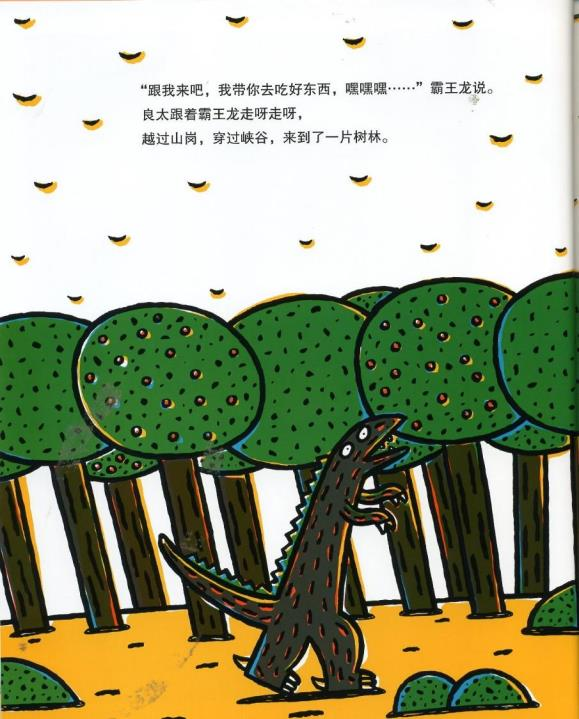 “跟我来吧，我带你去吃好东西，嘿嘿嘿……”霸王龙说。
良太跟着霸王龙走呀走呀，
越过山岗，穿过峡谷，来到了一片树林。